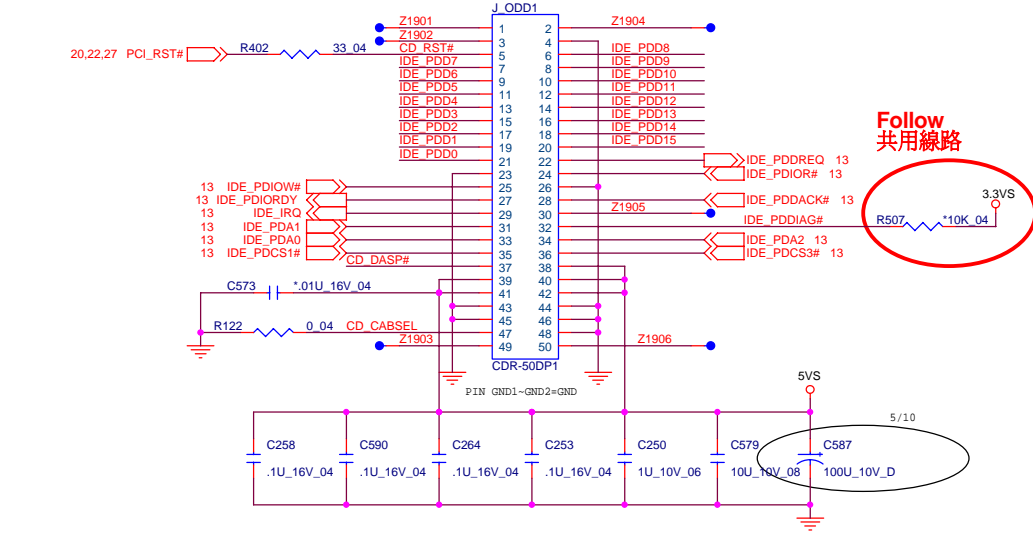 J_ODD1
Z1901 1 2 Z1904
Z1902 3 4
20,22,27 PCI_RST# R402 33_04 CD_RST# 5 6 IDE_PDD8
IDE_PDD7 7 8 IDE_PDD9
IDE_PDD6 9 10 IDE_PDD10
IDE_PDD5 11 12 IDE_PDD11
IDE_PDD4 13 14 IDE_PDD12
IDE_PDD3 15 16 IDE_PDD13
IDE_PDD2 17 18 IDE_PDD14
IDE_PDD1 19 20 IDE_PDD15
IDE_PDD0 21 22 IDE_PDDREQ 13
23 24 IDE_PDIOR# 13
13 IDE_PDIOW# 25 26
13 IDE_PDIORDY 27 28 IDE_PDDACK# 13
13 IDE_IRQ 29 30 Z1905
13 IDE_PDA1 31 32 IDE_PDDIAG#
13 IDE_PDA0 33 34 IDE_PDA2 13
13 IDE_PDCS1# 35 36 IDE_PDCS3# 13
CD_DASP# 37 38
39 40
C573 *.01U_16V_04 41 42
43 44
45 46
R122 0_04 CD_CABSEL 47 48
Z1903 49 50 Z1906
CDR-50DP1
PIN GND1~GND2=GND
Follow
共用線路
3.3VS
R507 *10K_04
5VS
5/10
C258 C590 C264 C253 C250 C579 C587
.1U_16V_04 .1U_16V_04 .1U_16V_04 .1U_16V_04 1U_10V_06 10U_10V_08 100U_10V_D
+